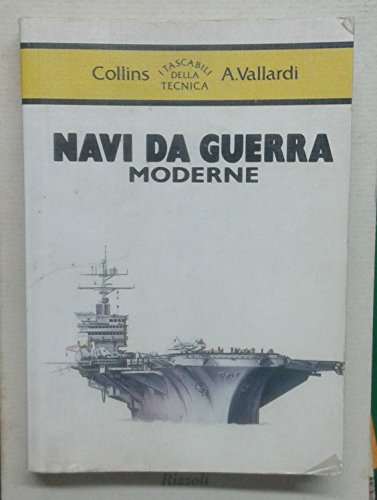 Collins
I TASCABILI
DELLA
TECNICA
A.Vallardi
NAVI DA GUERRA
MODERNE
Rizzoli